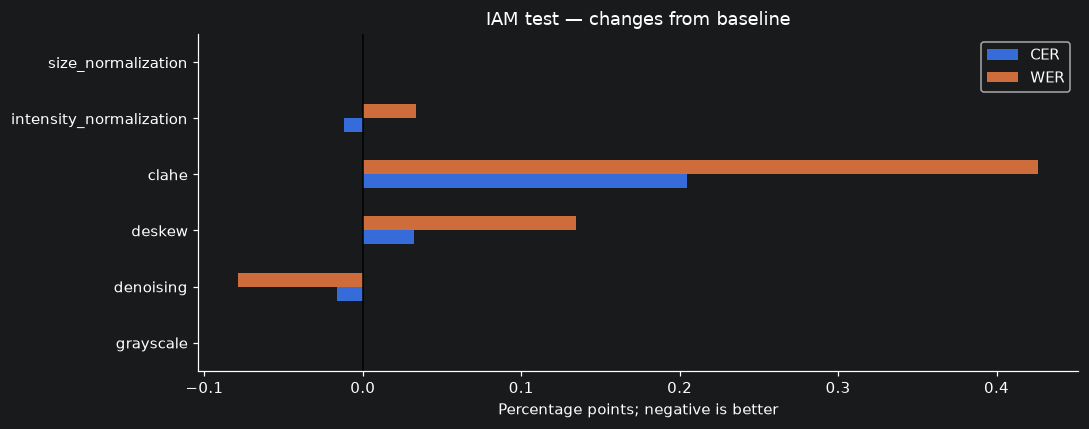 IAM test — changes from baseline
CER
WER
size_normalization
intensity_normalization
clahe
deskew
denoising
grayscale
−0.1 0.0 0.1 0.2 0.3 0.4
Percentage points; negative is better